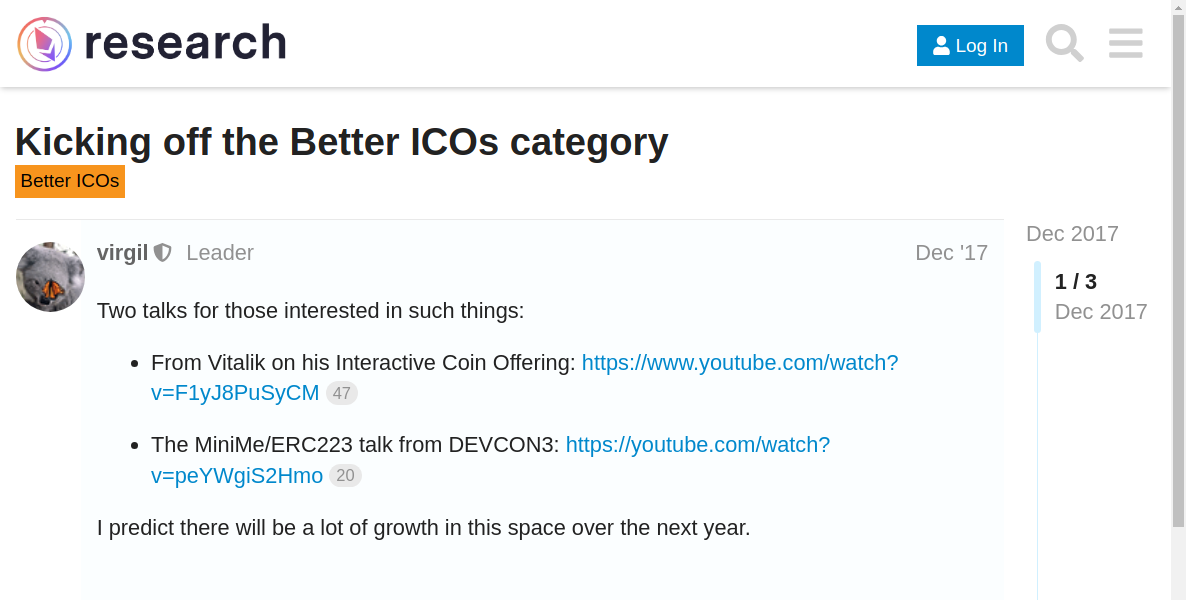 research
Log In
Kicking off the Better ICOs category
Better ICOs
virgil Leader Dec '17
Two talks for those interested in such things:
• From Vitalik on his Interactive Coin Offering: https://www.youtube.com/watch?
v=F1yJ8PuSyCM 47
• The MiniMe/ERC223 talk from DEVCON3: https://youtube.com/watch?
v=peYWgiS2Hmo 20
I predict there will be a lot of growth in this space over the next year.
Dec 2017
1 / 3
Dec 2017